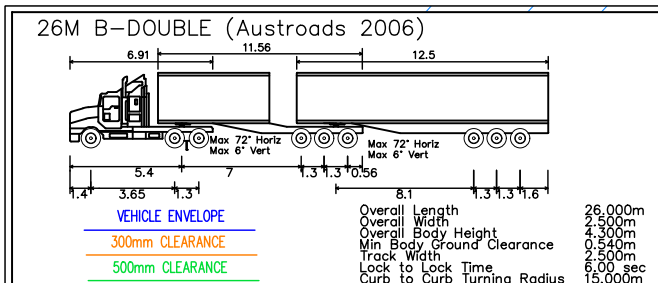 26M B-DOUBLE (Austroads 2006)
11.56
6.91
12.5
Max 72° Horiz
Max 6° Vert
Max 72° Horiz
Max 6° Vert
5.4
7
1.3
1.3
0.56
1.4
3.65
1.3
8.1
1.3
1.3
1.6
VEHICLE ENVELOPE
300mm CLEARANCE
500mm CLEARANCE
Overall Length 26.000m
Overall Width 2.500m
Overall Body Height 4.300m
Min Body Ground Clearance 0.540m
Track Width 2.500m
Lock to Lock Time 6.00 sec
Curb to Curb Turning Radius 15.000m